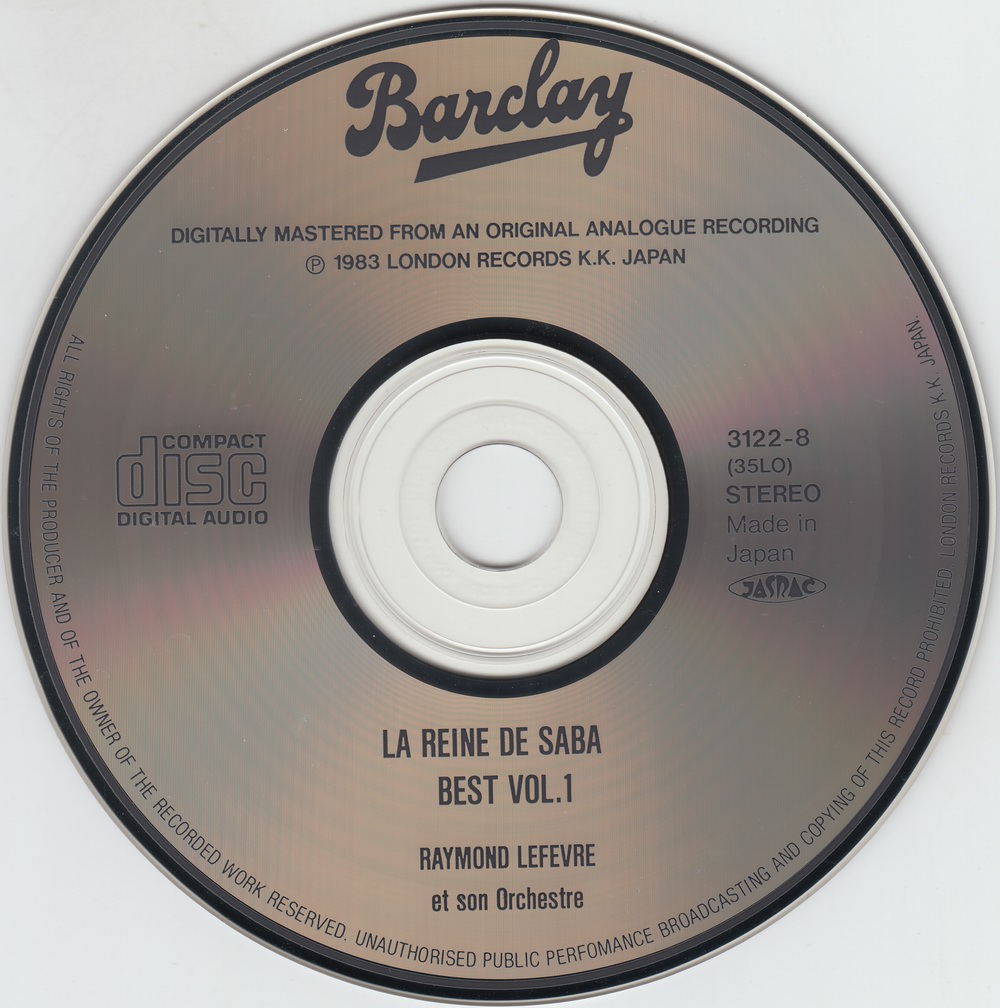 Barclay
DIGITALLY MASTERED FROM AN ORIGINAL ANALOGUE RECORDING
Ⓟ 1983 LONDON RECORDS K.K. JAPAN
COMPACT
disc
DIGITAL AUDIO
3122-8
(35LO)
STEREO
Made in
Japan
JASRAC
LA REINE DE SABA
BEST VOL.1
RAYMOND LEFEVRE
et son Orchestre
ALL RIGHTS OF THE PRODUCER AND OF THE OWNER OF THE RECORDED WORK RESERVED. UNAUTHORISED PUBLIC PERFOMANCE BROADCASTING AND COPYING OF THIS RECORD PROHIBITED. LONDON RECORDS K.K. JAPAN.